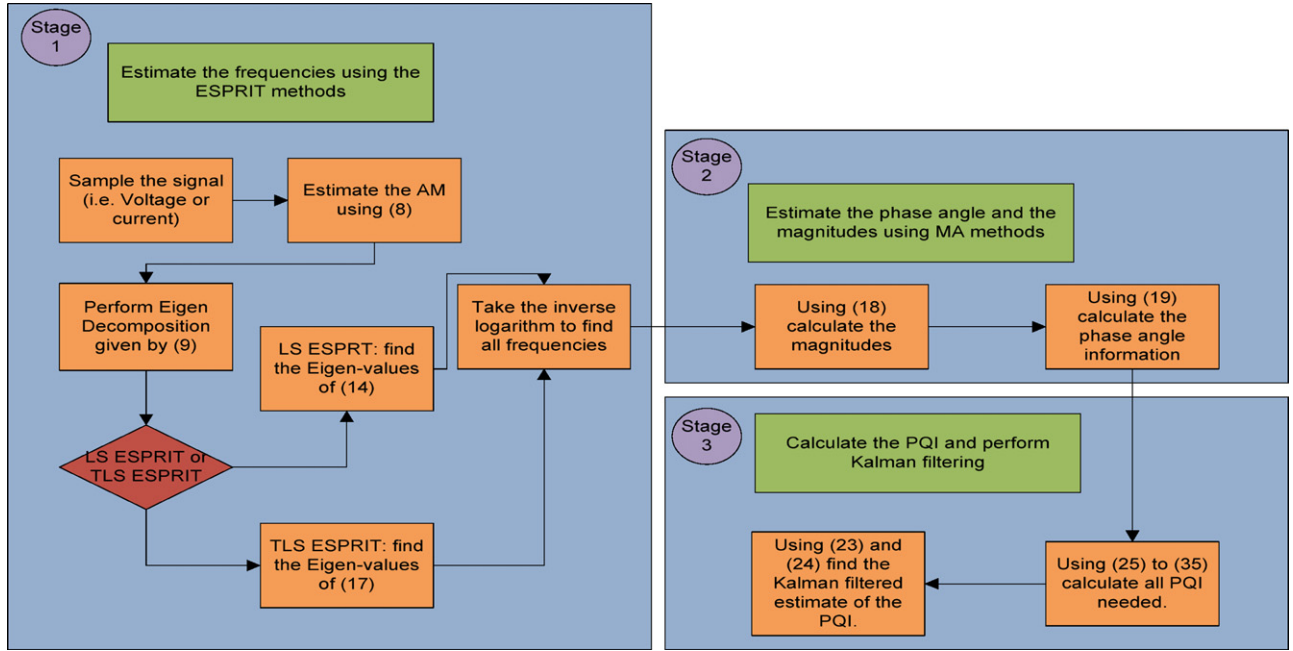 Stage
1
Estimate the frequencies using the
ESPRIT methods
Sample the signal
(i.e. Voltage or
current)
Estimate the AM
using (8)
Perform Eigen
Decomposition
given by (9)
LS ESPRIT or
TLS ESPRIT
LS ESPRT: find
the Eigen-values
of (14)
TLS ESPRIT: find
the Eigen-values
of (17)
Take the inverse
logarithm to find
all frequencies
Stage
2
Estimate the phase angle and the
magnitudes using MA methods
Using (18)
calculate the
magnitudes
Using (19)
calculate the
phase angle
information
Stage
3
Calculate the PQI and perform
Kalman filtering
Using (25) to (35)
calculate all PQI
needed.
Using (23) and
(24) find the
Kalman filtered
estimate of the
PQI.